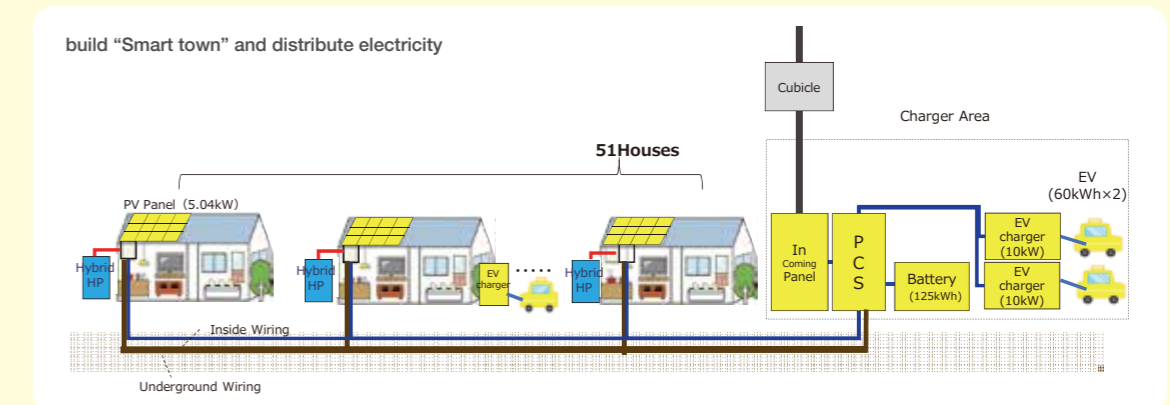 build “Smart town” and distribute electricity
Cubicle
Charger Area
51Houses
EV
(60kWh×2)
PV Panel（5.04kW）
Hybrid
HP
Hybrid
HP
EV
charger
·····
Hybrid
HP
In
Coming
Panel
P
C
S
Battery
(125kWh)
EV
charger
(10kW)
EV
charger
(10kW)
Inside Wiring
Underground Wiring